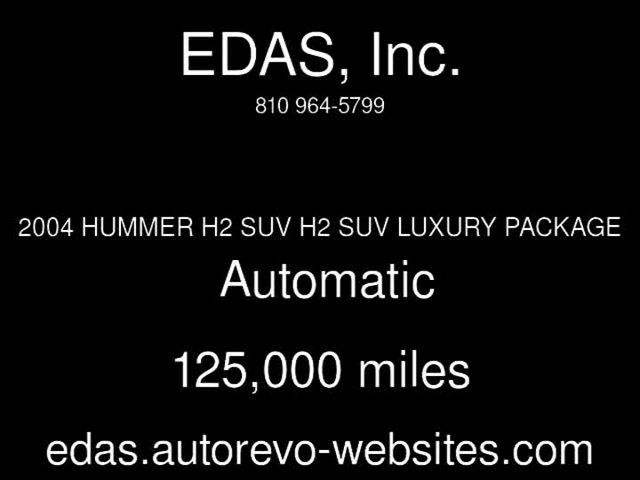 EDAS, Inc.
810 964-5799
2004 HUMMER H2 SUV H2 SUV LUXURY PACKAGE
Automatic
125,000 miles
edas.autorevo-websites.com